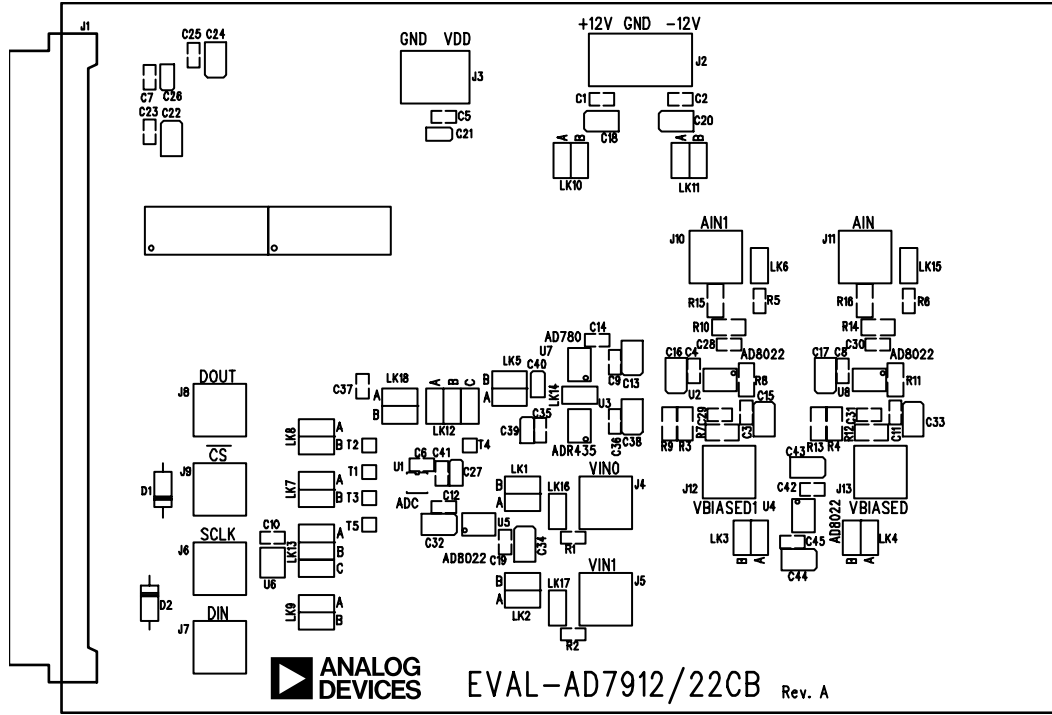 J1
C25 C24
C7 C26
C23 C22
GND VDD
J3
C5
C21
+12V GND -12V
J2
C1 C2
C18 C20
A B A B
LK10 LK11
AIN1 AIN
J10 J11
LK6 LK15
R15 R5 R16 R6
R10 R14
C28 C30
C16 C4 AD8022 C17 C8 AD8022
U2 R8 U8 R11
C15 C33
R9 R3 R7 C29 C3
R13 R4 R12 C31 C11
J12 J13
VBIASED1 U4 VBIASED
C43
C42
C45
C44
AD8022
LK3 LK4
B A B A
C14
AD780
U7
C9 C13
LK14
U3
C36 C38
ADR435
LK5 C40
B
A
C39 C35
C37 LK18
A
B
A B C
LK12
T4
DOUT
J8
CS
J9
D1
SCLK
J6
D2
DIN
J7
C10
U6
LK8 A
B T2
T1
LK7 A
B T3
T5
LK13 A
B
C
LK9 A
B
U1 C6 C41 C27
ADC C12
C32
U5
AD8022
C19 C34
LK1 LK16
B
A
VIN0
J4
R1
LK17
B
A
LK2
VIN1
J5
R2
ANALOG
DEVICES
EVAL-AD7912/22CB Rev. A